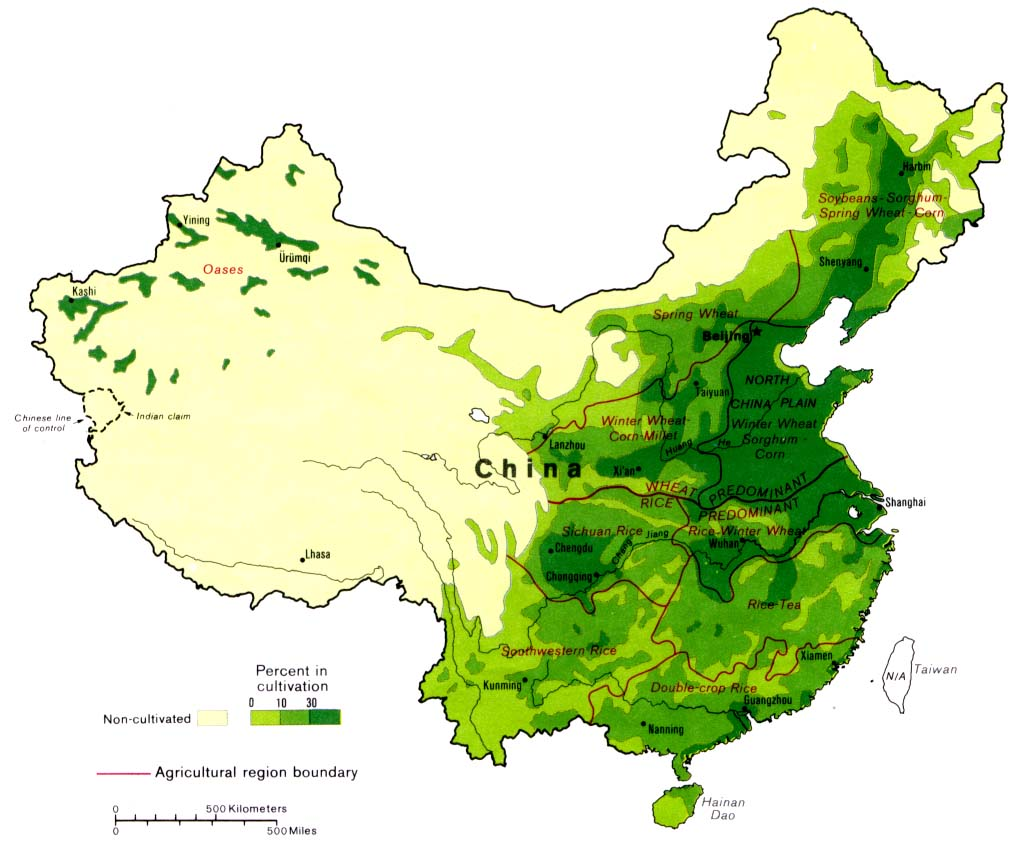 Harbin
Soybeans-Sorghum-
Spring Wheat-Corn
Yining
Ürümqi
Oases
Shenyang
Kashi
Spring Wheat
Beijing
Taiyuan
NORTH
CHINA PLAIN
Chinese line
of control
Indian claim
Winter Wheat-
Corn-Millet
Winter Wheat
Sorghum-
Corn
Huang He
Lanzhou
China
Xi'an
WHEAT PREDOMINANT
RICE PREDOMINANT
Shanghai
Sichuan Rice
Rice-Winter Wheat
Chang Jiang
Wuhan
Chengdu
Lhasa
Chongqing
Rice-Tea
Southwestern Rice
Xiamen
Taiwan
N/A
Percent in
cultivation
Kunming
Double-crop Rice
Guangzhou
0 10 30
Non-cultivated
Nanning
Agricultural region boundary
Hainan
Dao
0 500 Kilometers
0 500 Miles